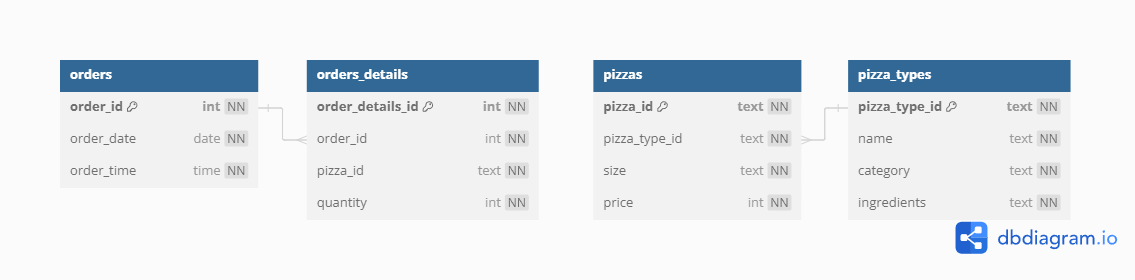 orders
order_id int NN
order_date date NN
order_time time NN
orders_details
order_details_id int NN
order_id int NN
pizza_id text NN
quantity int NN
pizzas
pizza_id text NN
pizza_type_id text NN
size text NN
price int NN
pizza_types
pizza_type_id text NN
name text NN
category text NN
ingredients text NN
dbdiagram.io